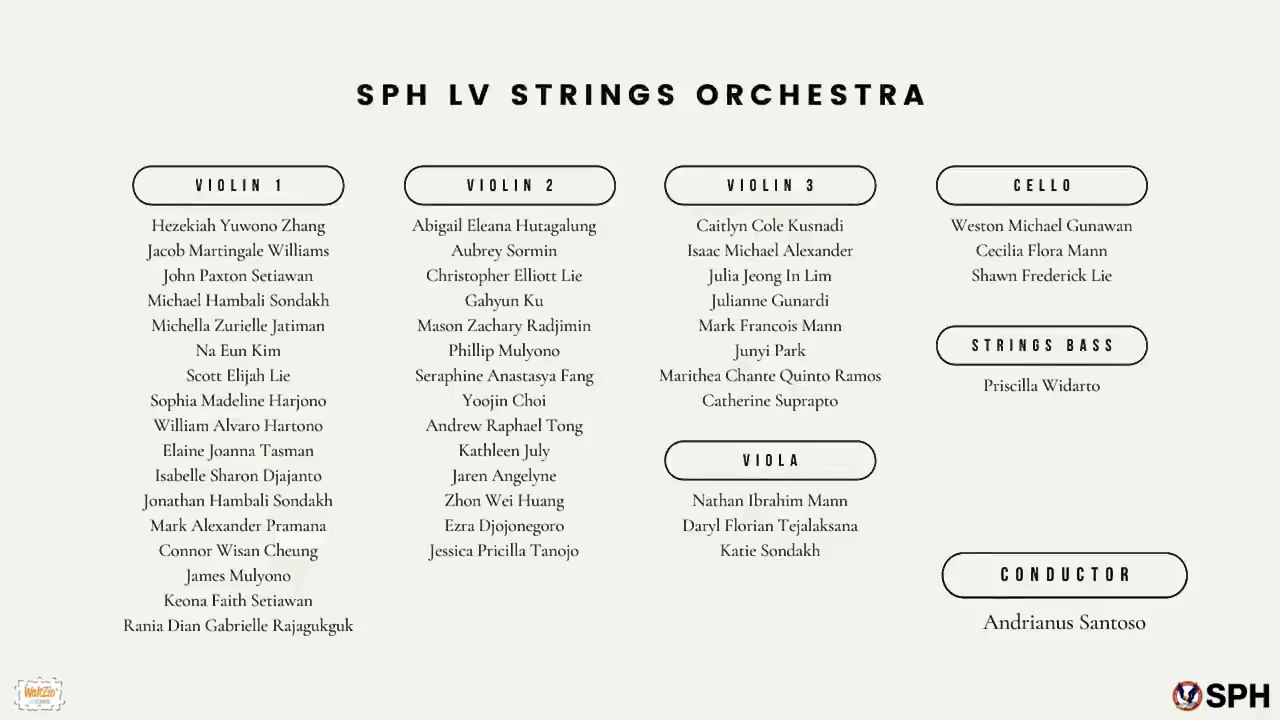 SPH LV STRINGS ORCHESTRA
VIOLIN 1
Hezekiah Yuwono Zhang
Jacob Martingale Williams
John Paxton Setiawan
Michael Hambali Sondakh
Michella Zurielle Jatiman
Na Eun Kim
Scott Elijah Lie
Sophia Madeline Harjono
William Alvaro Hartono
Elaine Joanna Tasman
Isabelle Sharon Djajanto
Jonathan Hambali Sondakh
Mark Alexander Pramana
Connor Wisan Cheung
James Mulyono
Keona Faith Setiawan
Rania Dian Gabrielle Rajagukguk
VIOLIN 2
Abigail Eleana Hutagalung
Aubrey Sormin
Christopher Elliott Lie
Gahyun Ku
Mason Zachary Radjimin
Phillip Mulyono
Seraphine Anastasya Fang
Yoojin Choi
Andrew Raphael Tong
Kathleen July
Jaren Angelyne
Zhon Wei Huang
Ezra Djojonegoro
Jessica Pricilla Tanojo
VIOLIN 3
Caitlyn Cole Kusnadi
Isaac Michael Alexander
Julia Jeong In Lim
Julianne Gunardi
Mark Francois Mann
Junyi Park
Marithea Chante Quinto Ramos
Catherine Suprapto
VIOLA
Nathan Ibrahim Mann
Daryl Florian Tejalaksana
Katie Sondakh
CELLO
Weston Michael Gunawan
Cecilia Flora Mann
Shawn Frederick Lie
STRINGS BASS
Priscilla Widarto
CONDUCTOR
Andrianus Santoso
SPH